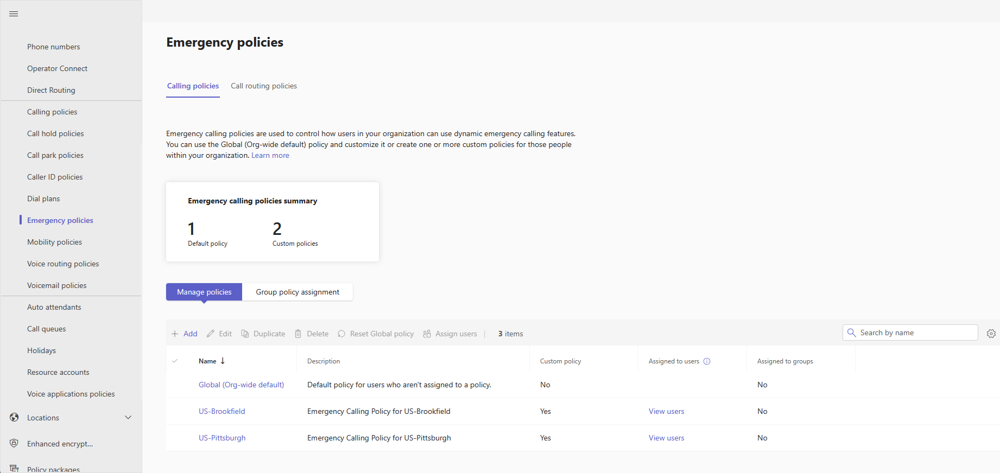 Phone numbers
Operator Connect
Direct Routing
Calling policies
Call hold policies
Call park policies
Caller ID policies
Dial plans
Emergency policies
Mobility policies
Voice routing policies
Voicemail policies
Auto attendants
Call queues
Holidays
Resource accounts
Voice applications policies
Locations
Enhanced encrypt...
Policy packages
Emergency policies
Calling policies Call routing policies
Emergency calling policies are used to control how users in your organization can use dynamic emergency calling features.
You can use the Global (Org-wide default) policy and customize it or create one or more custom policies for those people
within your organization. Learn more
Emergency calling policies summary
1 2
Default policy Custom policies
Manage policies Group policy assignment
Add Edit Duplicate Delete Reset Global policy Assign users | 3 items Search by name
Name ↓ Description Custom policy Assigned to users Assigned to groups
Global (Org-wide default) Default policy for users who aren't assigned to a policy. No No
US-Brookfield Emergency Calling Policy for US-Brookfield Yes View users No
US-Pittsburgh Emergency Calling Policy for US-Pittsburgh Yes View users No